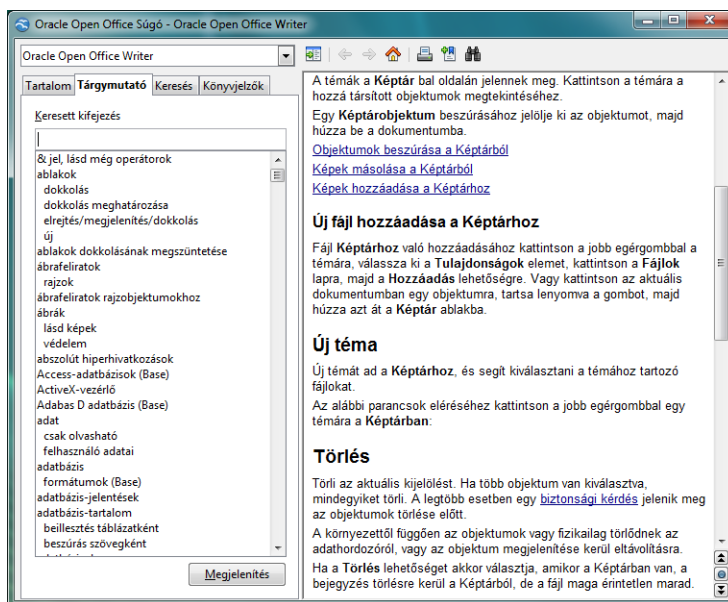 Oracle Open Office Súgó - Oracle Open Office Writer
Oracle Open Office Writer
Tartalom Tárgymutató Keresés Könyvjelzők
Keresett kifejezés
& jel, lásd még operátorok
ablakok
dokkolás
dokkolás meghatározása
elrejtés/megjelenítés/dokkolás
új
ablakok dokkolásának megszüntetése
ábrafeliratok
rajzok
ábrafeliratok rajzobjektumokhoz
ábrák
lásd képek
védelem
abszolút hiperhivatkozások
Access-adatbázisok (Base)
ActiveX-vezérlő
Adabas D adatbázis (Base)
adat
csak olvasható
felhasználó adatai
adatbázis
formátumok (Base)
adatbázis-jelentések
adatbázis-tartalom
beillesztés táblázatként
beszúrás szövegként
Megjelenítés
A témák a Képtár bal oldalán jelennek meg. Kattintson a témára a
hozzá társított objektumok megtekintéséhez.
Egy Képtárobjektum beszúrásához jelölje ki az objektumot, majd
húzza be a dokumentumba.
Objektumok beszúrása a Képtárból
Képek másolása a Képtárból
Képek hozzáadása a Képtárhoz
Új fájl hozzáadása a Képtárhoz
Fájl Képtárhoz való hozzáadásához kattintson a jobb egérgombbal a
témára, válassza ki a Tulajdonságok elemet, kattintson a Fájlok
lapra, majd a Hozzáadás lehetőségre. Vagy kattintson az aktuális
dokumentumban egy objektumra, tartsa lenyomva a gombot, majd
húzza azt át a Képtár ablakba.
Új téma
Új témát ad a Képtárhoz, és segít kiválasztani a témához tartozó
fájlokat.
Az alábbi parancsok eléréséhez kattintson a jobb egérgombbal egy
témára a Képtárban:
Törlés
Törli az aktuális kijelölést. Ha több objektum van kiválasztva,
mindegyiket törli. A legtöbb esetben egy biztonsági kérdés jelenik meg
az objektumok törlése előtt.
A környezettől függően az objektumok vagy fizikailag törlődnek az
adathordozóról, vagy az objektum megjelenítése kerül eltávolításra.
Ha a Törlés lehetőséget akkor választja, amikor a Képtárban van, a
bejegyzés törlésre kerül a Képtárból, de a fájl maga érintetlen marad.